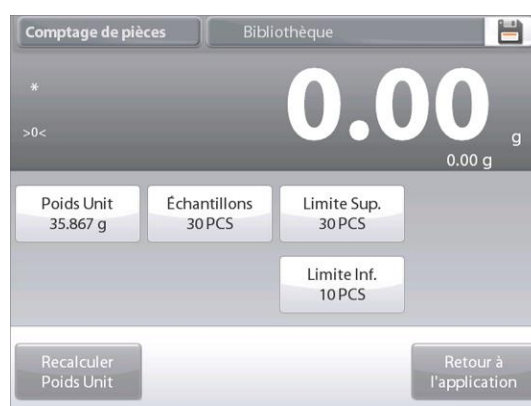 Comptage de pièces
Bibliothèque
*
0.00
>0<
g
0.00 g
Poids Unit
35.867 g
Échantillons
30 PCS
Limite Sup.
30 PCS
Limite Inf.
10 PCS
Recalculer
Poids Unit
Retour à
l'application